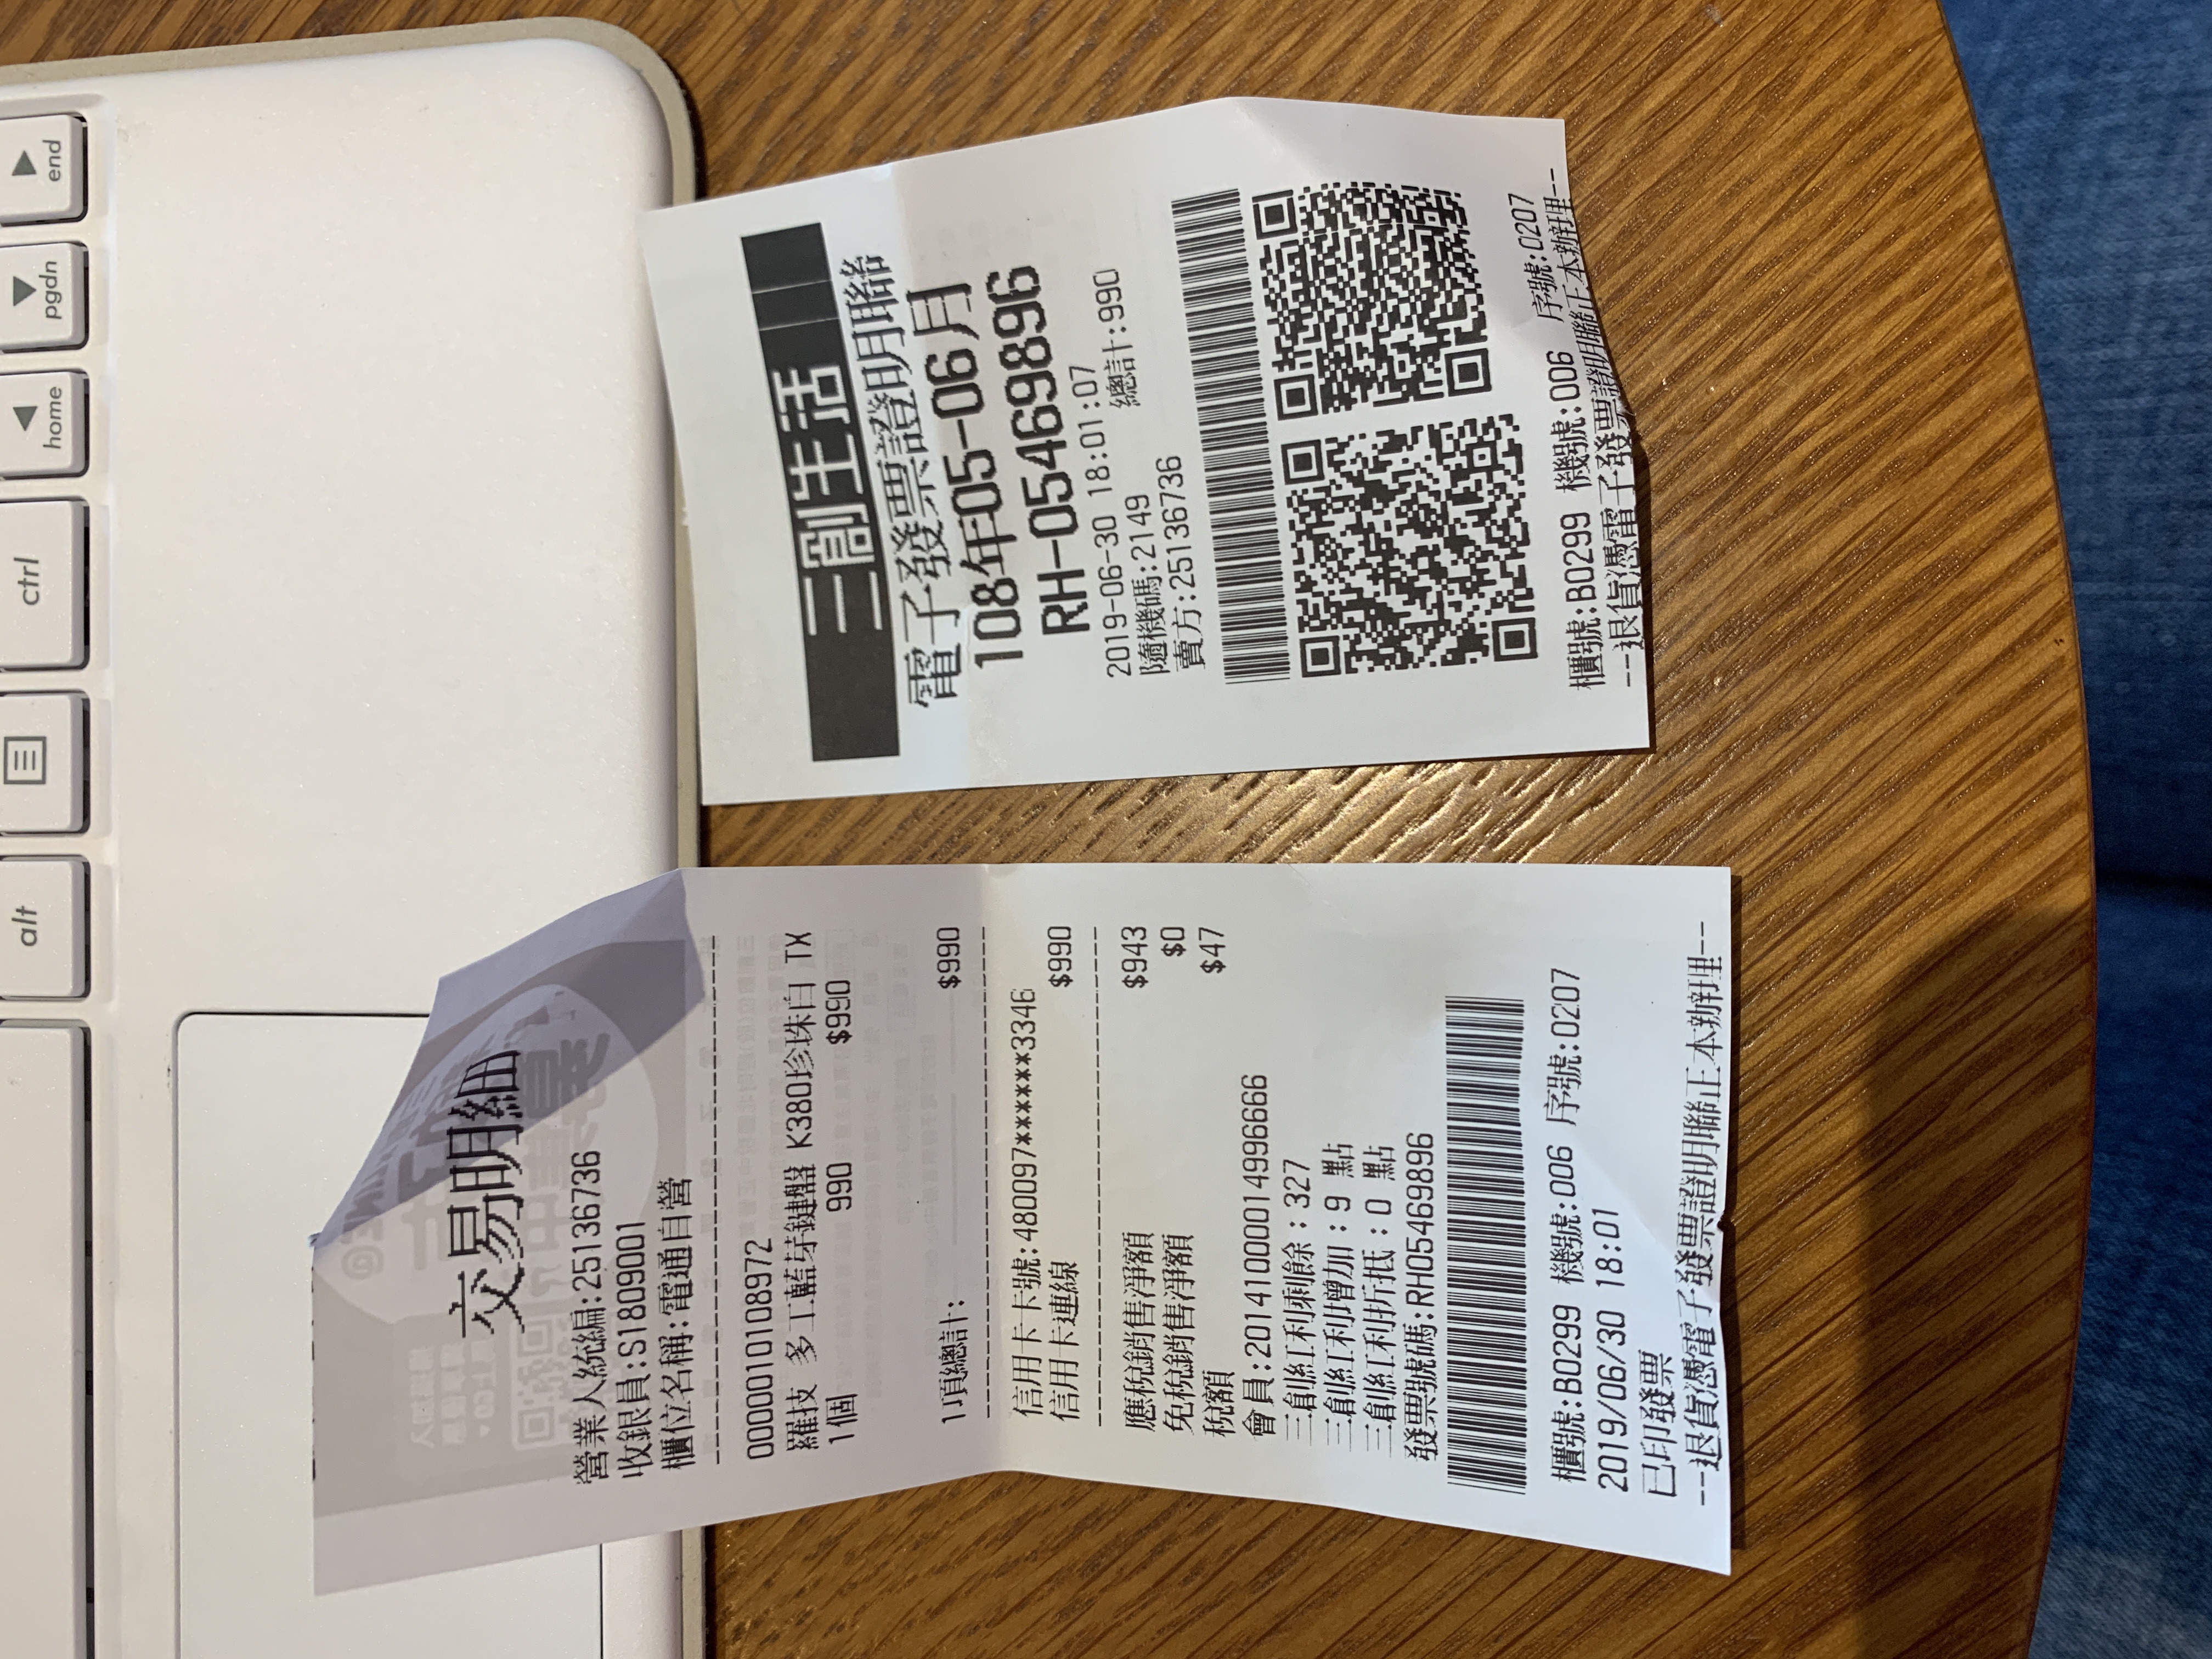 alt
ctrl
home
pgdn
end
交易明細
營業人統編:25136736
收銀員:S1809001
櫃位名稱:電通自營
0000010108972
羅技 多工藍芽鍵盤 K380珍珠白 TX
1個 990 $990
1項總計: $990
信用卡卡號:480097******3346
信用卡連線 $990
應稅銷售淨額 $943
免稅銷售淨額 $0
稅額 $47
會員:20141000014996666
三創紅利剩餘:327
三創紅利增加:9 點
三創紅利折抵:0 點
發票號碼:RH05469896
櫃號:B0299 機號:006 序號:0207
2019/06/30 18:01
已印發票
--退貨憑電子發票證明聯正本辦理--
三創生活
電子發票證明聯
108年05-06月
RH-05469896
2019-06-30 18:01:07
隨機碼:2149 總計:990
賣方:25136736
櫃號:B0299 機號:006 序號:0207
--退貨憑電子發票證明聯正本辦理--